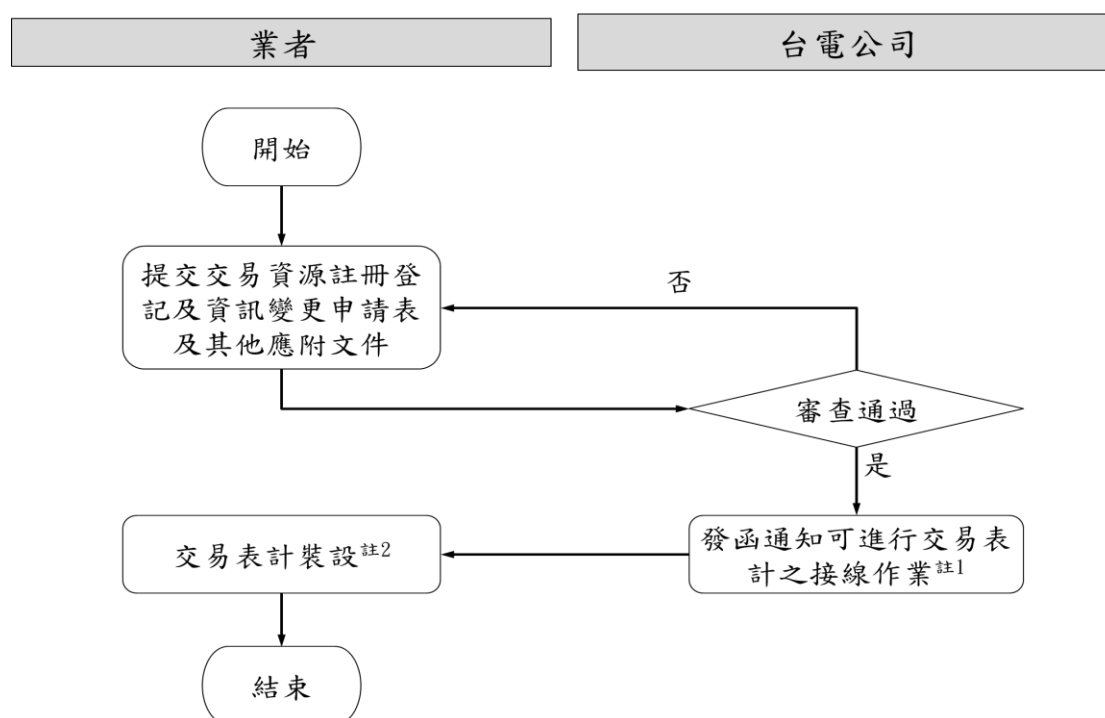 業者
台電公司
開始
提交交易資源註冊登
記及資訊變更申請表
及其他應附文件
否
審查通過
是
發函通知可進行交易表
計之接線作業註1
交易表計裝設註2
結束